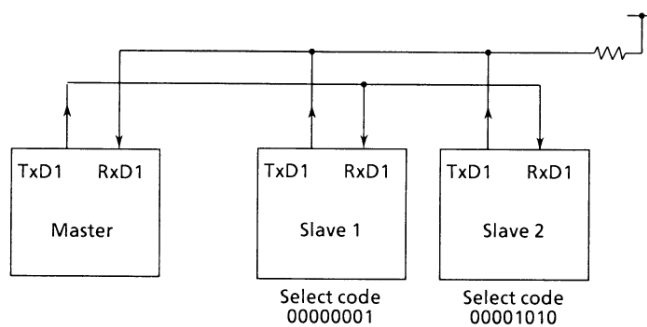 TxD1 RxD1
Master
TxD1 RxD1
Slave 1
Select code
00000001
TxD1 RxD1
Slave 2
Select code
00001010